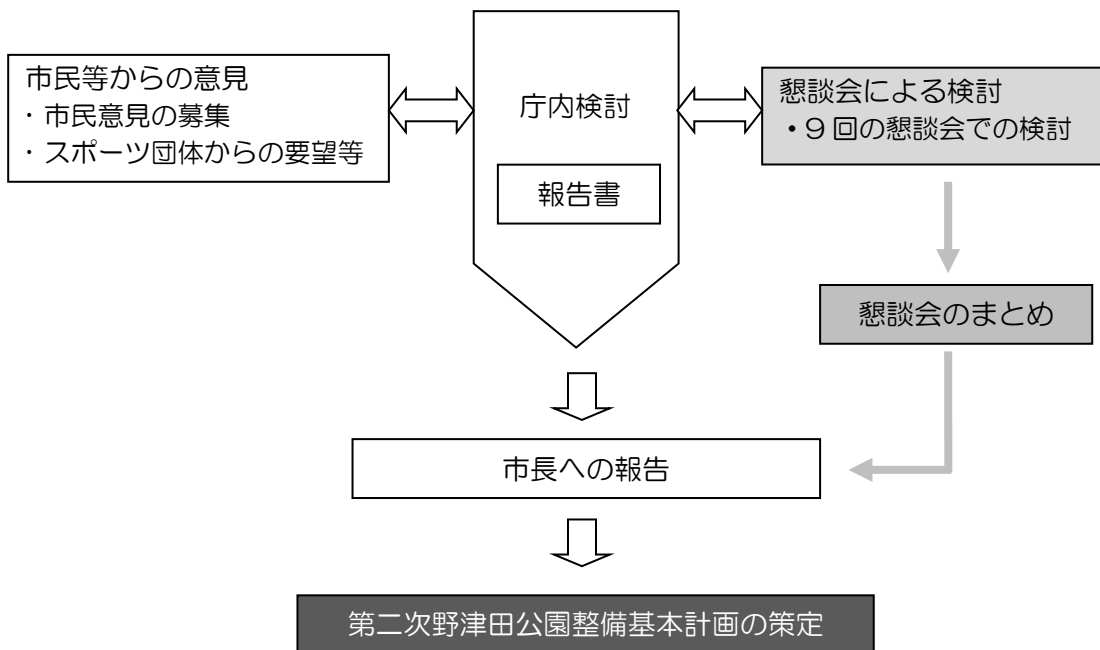 市民等からの意見
・市民意見の募集
・スポーツ団体からの要望等
庁内検討
報告書
懇談会による検討
・９回の懇談会での検討
懇談会のまとめ
市長への報告
第二次野津田公園整備基本計画の策定